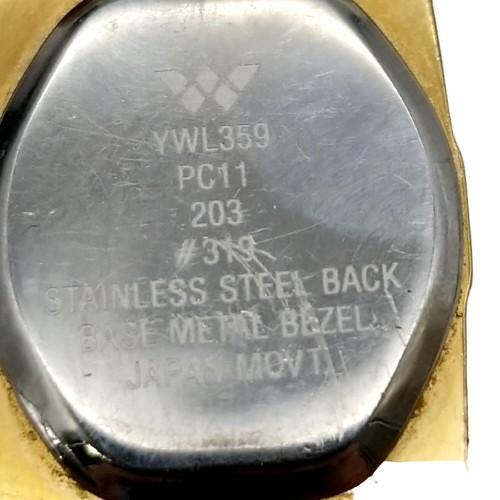 YWL359
PC11
203
#319
STAINLESS STEEL BACK
BASE METAL BEZEL
JAPAN MOVT